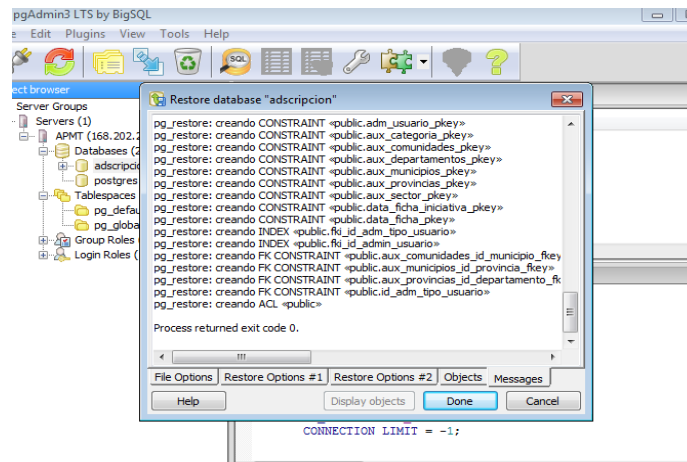 pgAdmin3 LTS by BigSQL
Edit Plugins View Tools Help
SQL
ect browser
Server Groups
Servers (1)
APMT (168.202.2
Databases (2
adscripcio
postgres
Tablespaces
pg_defau
pg_globa
Group Roles
Login Roles (
Restore database "adscripcion"
pg_restore: creando CONSTRAINT «public.adm_usuario_pkey»
pg_restore: creando CONSTRAINT «public.aux_categoria_pkey»
pg_restore: creando CONSTRAINT «public.aux_comunidades_pkey»
pg_restore: creando CONSTRAINT «public.aux_departamentos_pkey»
pg_restore: creando CONSTRAINT «public.aux_municipios_pkey»
pg_restore: creando CONSTRAINT «public.aux_provincias_pkey»
pg_restore: creando CONSTRAINT «public.aux_sector_pkey»
pg_restore: creando CONSTRAINT «public.data_ficha_iniciativa_pkey»
pg_restore: creando CONSTRAINT «public.data_ficha_pkey»
pg_restore: creando INDEX «public.fki_id_adm_tipo_usuario»
pg_restore: creando INDEX «public.fki_id_admin_usuario»
pg_restore: creando FK CONSTRAINT «public.aux_comunidades_id_municipio_fkey
pg_restore: creando FK CONSTRAINT «public.aux_municipios_id_provincia_fkey»
pg_restore: creando FK CONSTRAINT «public.aux_provincias_id_departamento_fk
pg_restore: creando FK CONSTRAINT «public.id_adm_tipo_usuario»
pg_restore: creando ACL «public»
Process returned exit code 0.
File Options Restore Options #1 Restore Options #2 Objects Messages
Help Display objects Done Cancel
CONNECTION LIMIT = -1;